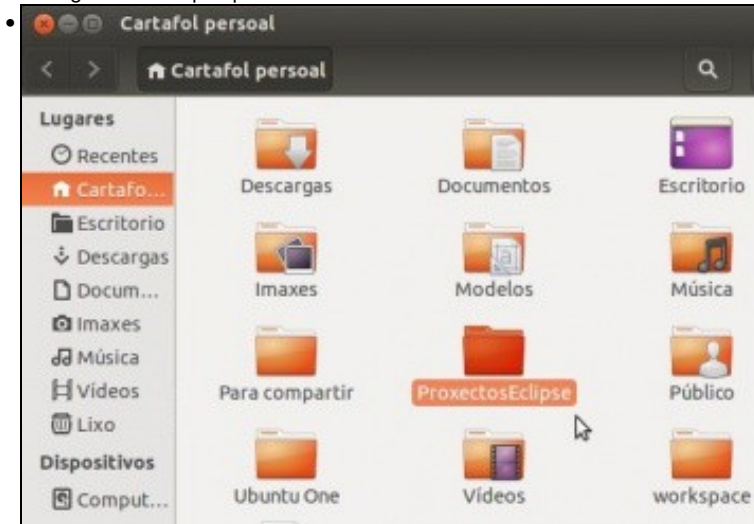 Cartafol persoal
Cartafol persoal
Lugares
Recentes
Cartafo...
Escritorio
Descargas
Docum...
Imaxes
Música
Vídeos
Lixo
Dispositivos
Comput...
Descargas
Documentos
Escritorio
Imaxes
Modelos
Música
Para compartir
ProxectosEclipse
Público
Ubuntu One
Vídeos
workspace